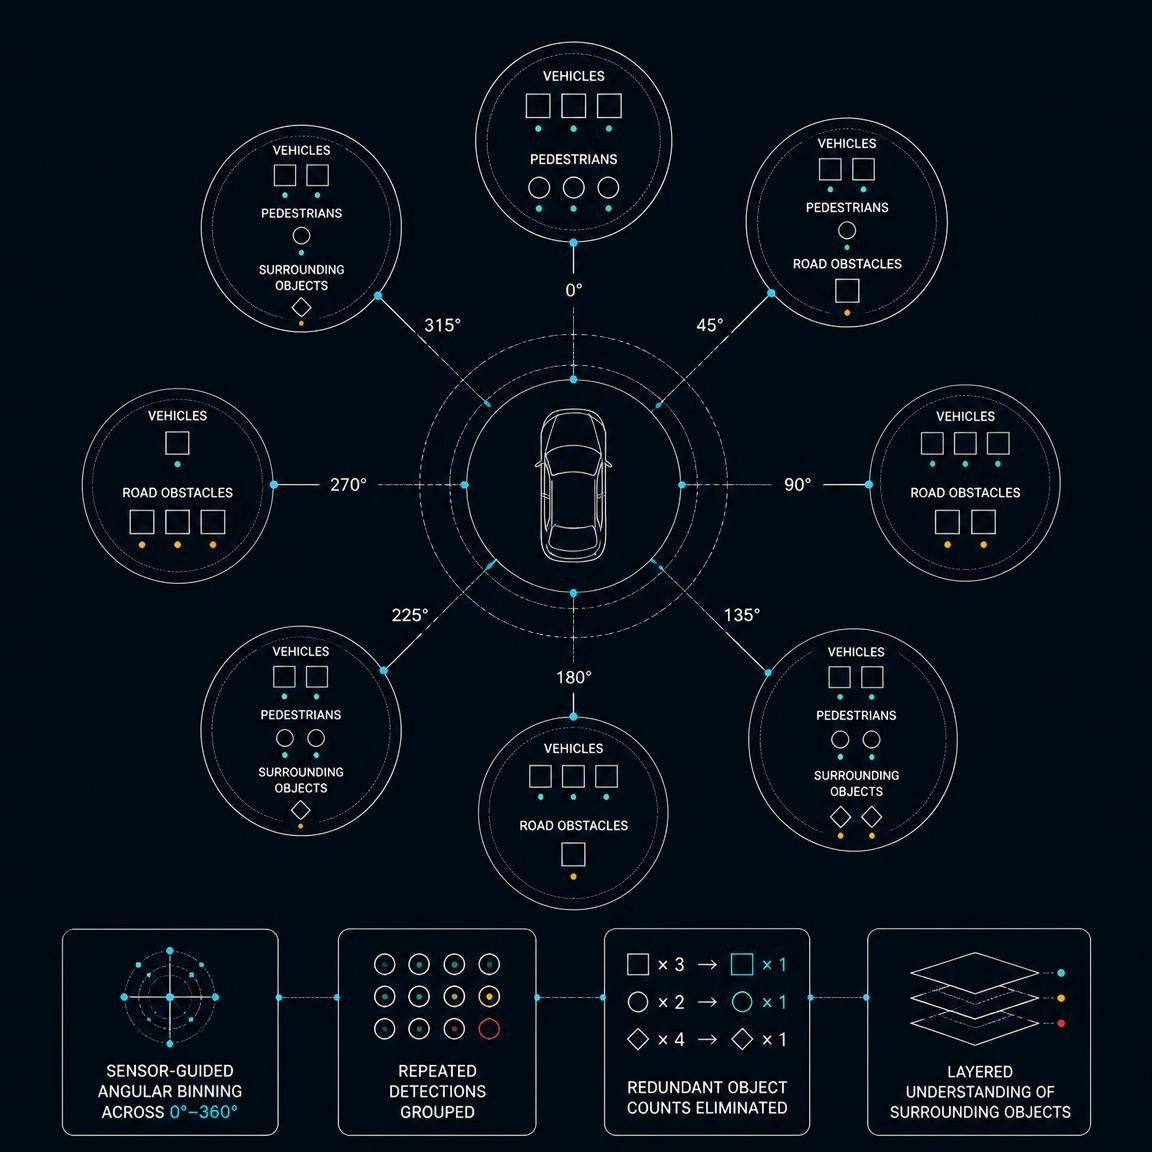 VEHICLES
PEDESTRIANS
0°
VEHICLES
PEDESTRIANS
ROAD OBSTACLES
45°
VEHICLES
ROAD OBSTACLES
90°
VEHICLES
PEDESTRIANS
SURROUNDING
OBJECTS
135°
VEHICLES
ROAD OBSTACLES
180°
VEHICLES
PEDESTRIANS
SURROUNDING
OBJECTS
225°
VEHICLES
ROAD OBSTACLES
270°
VEHICLES
PEDESTRIANS
SURROUNDING
OBJECTS
315°
SENSOR-GUIDED
ANGULAR BINNING
ACROSS 0°–360°
REPEATED
DETECTIONS
GROUPED
× 3 → × 1
× 2 → × 1
× 4 → × 1
REDUNDANT OBJECT
COUNTS ELIMINATED
LAYERED
UNDERSTANDING OF
SURROUNDING OBJECTS